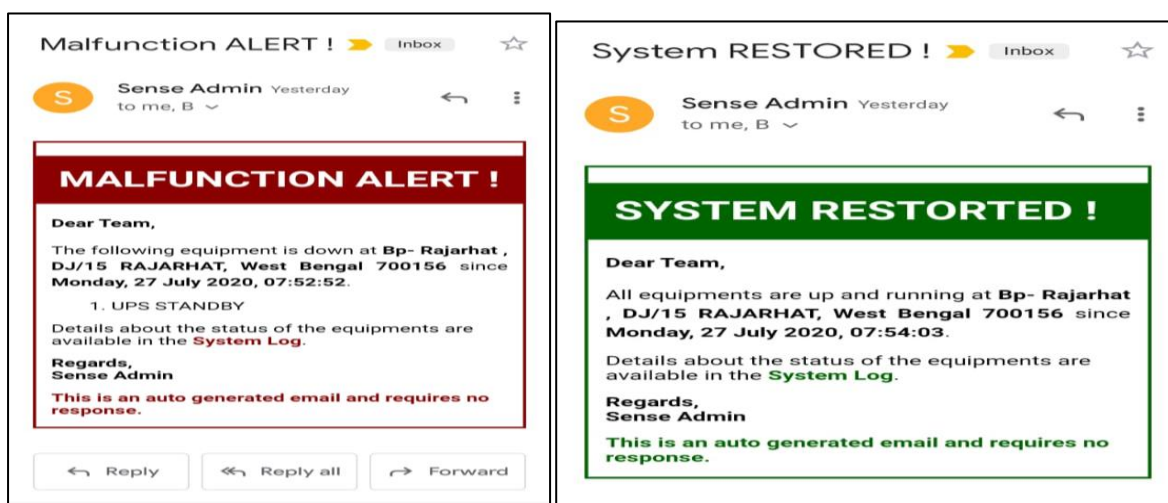 Malfunction ALERT !
Inbox
S
Sense Admin Yesterday
to me, B
MALFUNCTION ALERT !
Dear Team,
The following equipment is down at Bp- Rajarhat ,
DJ/15 RAJARHAT, West Bengal 700156 since
Monday, 27 July 2020, 07:52:52.
1. UPS STANDBY
Details about the status of the equipments are
available in the System Log.
Regards,
Sense Admin
This is an auto generated email and requires no
response.
Reply
Reply all
Forward
System RESTORED !
Inbox
S
Sense Admin Yesterday
to me, B
SYSTEM RESTORTED !
Dear Team,
All equipments are up and running at Bp- Rajarhat
, DJ/15 RAJARHAT, West Bengal 700156 since
Monday, 27 July 2020, 07:54:03.
Details about the status of the equipments are
available in the System Log.
Regards,
Sense Admin
This is an auto generated email and requires no
response.